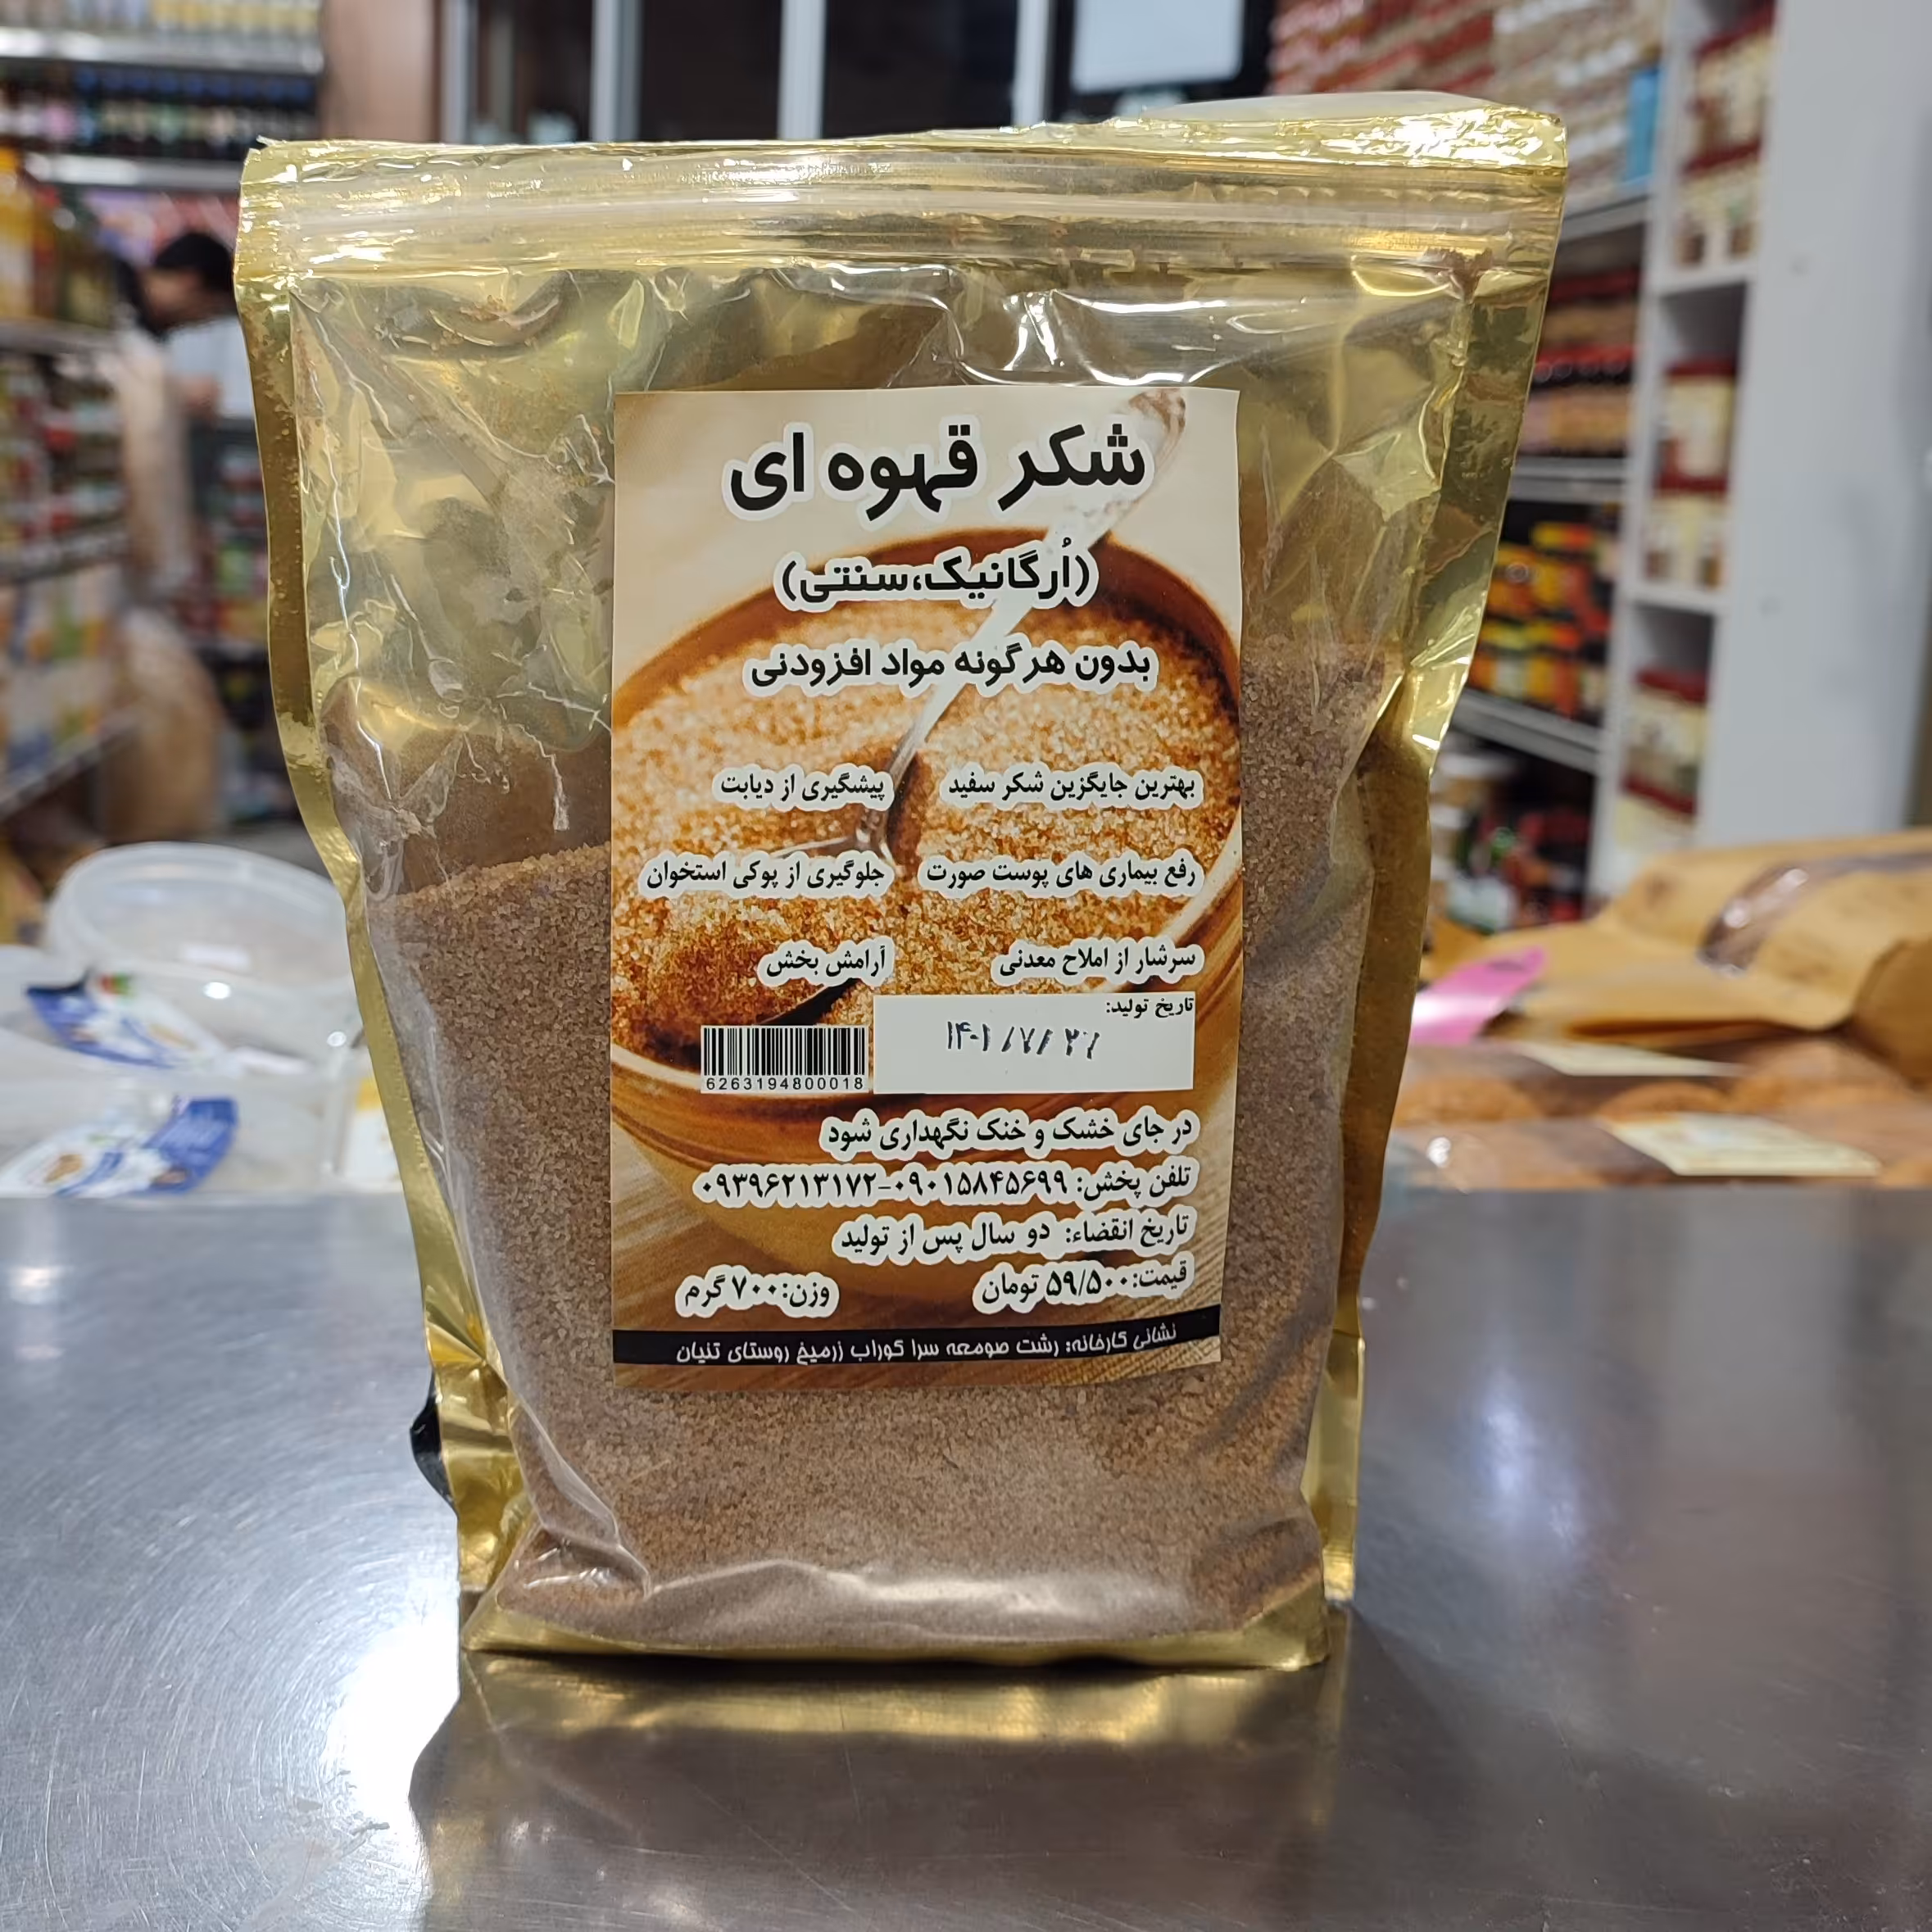 شکر قهوه ای
(اُرگانیک،سنتی)
بدون هرگونه مواد افزودنی
بهترین جایگزین شکر سفید
پیشگیری از دیابت
رفع بیماری های پوست صورت
جلوگیری از پوکی استخوان
سرشار از املاح معدنی
آرامش بخش
تاریخ تولید:
۱۴۰۱/۷/
6263194800018
در جای خشک و خنک نگهداری شود
تلفن پخش: ۰۹۰۱۵۸۴۵۶۹۹-۰۹۳۹۶۲۱۳۱۷۲
تاریخ انقضاء: دو سال پس از تولید
قیمت:۵۹/۵۰۰ تومان
وزن:۷۰۰ گرم
نشانی کارخانه: رشت صومعه سرا گوراب زرمیخ روستای تنیان